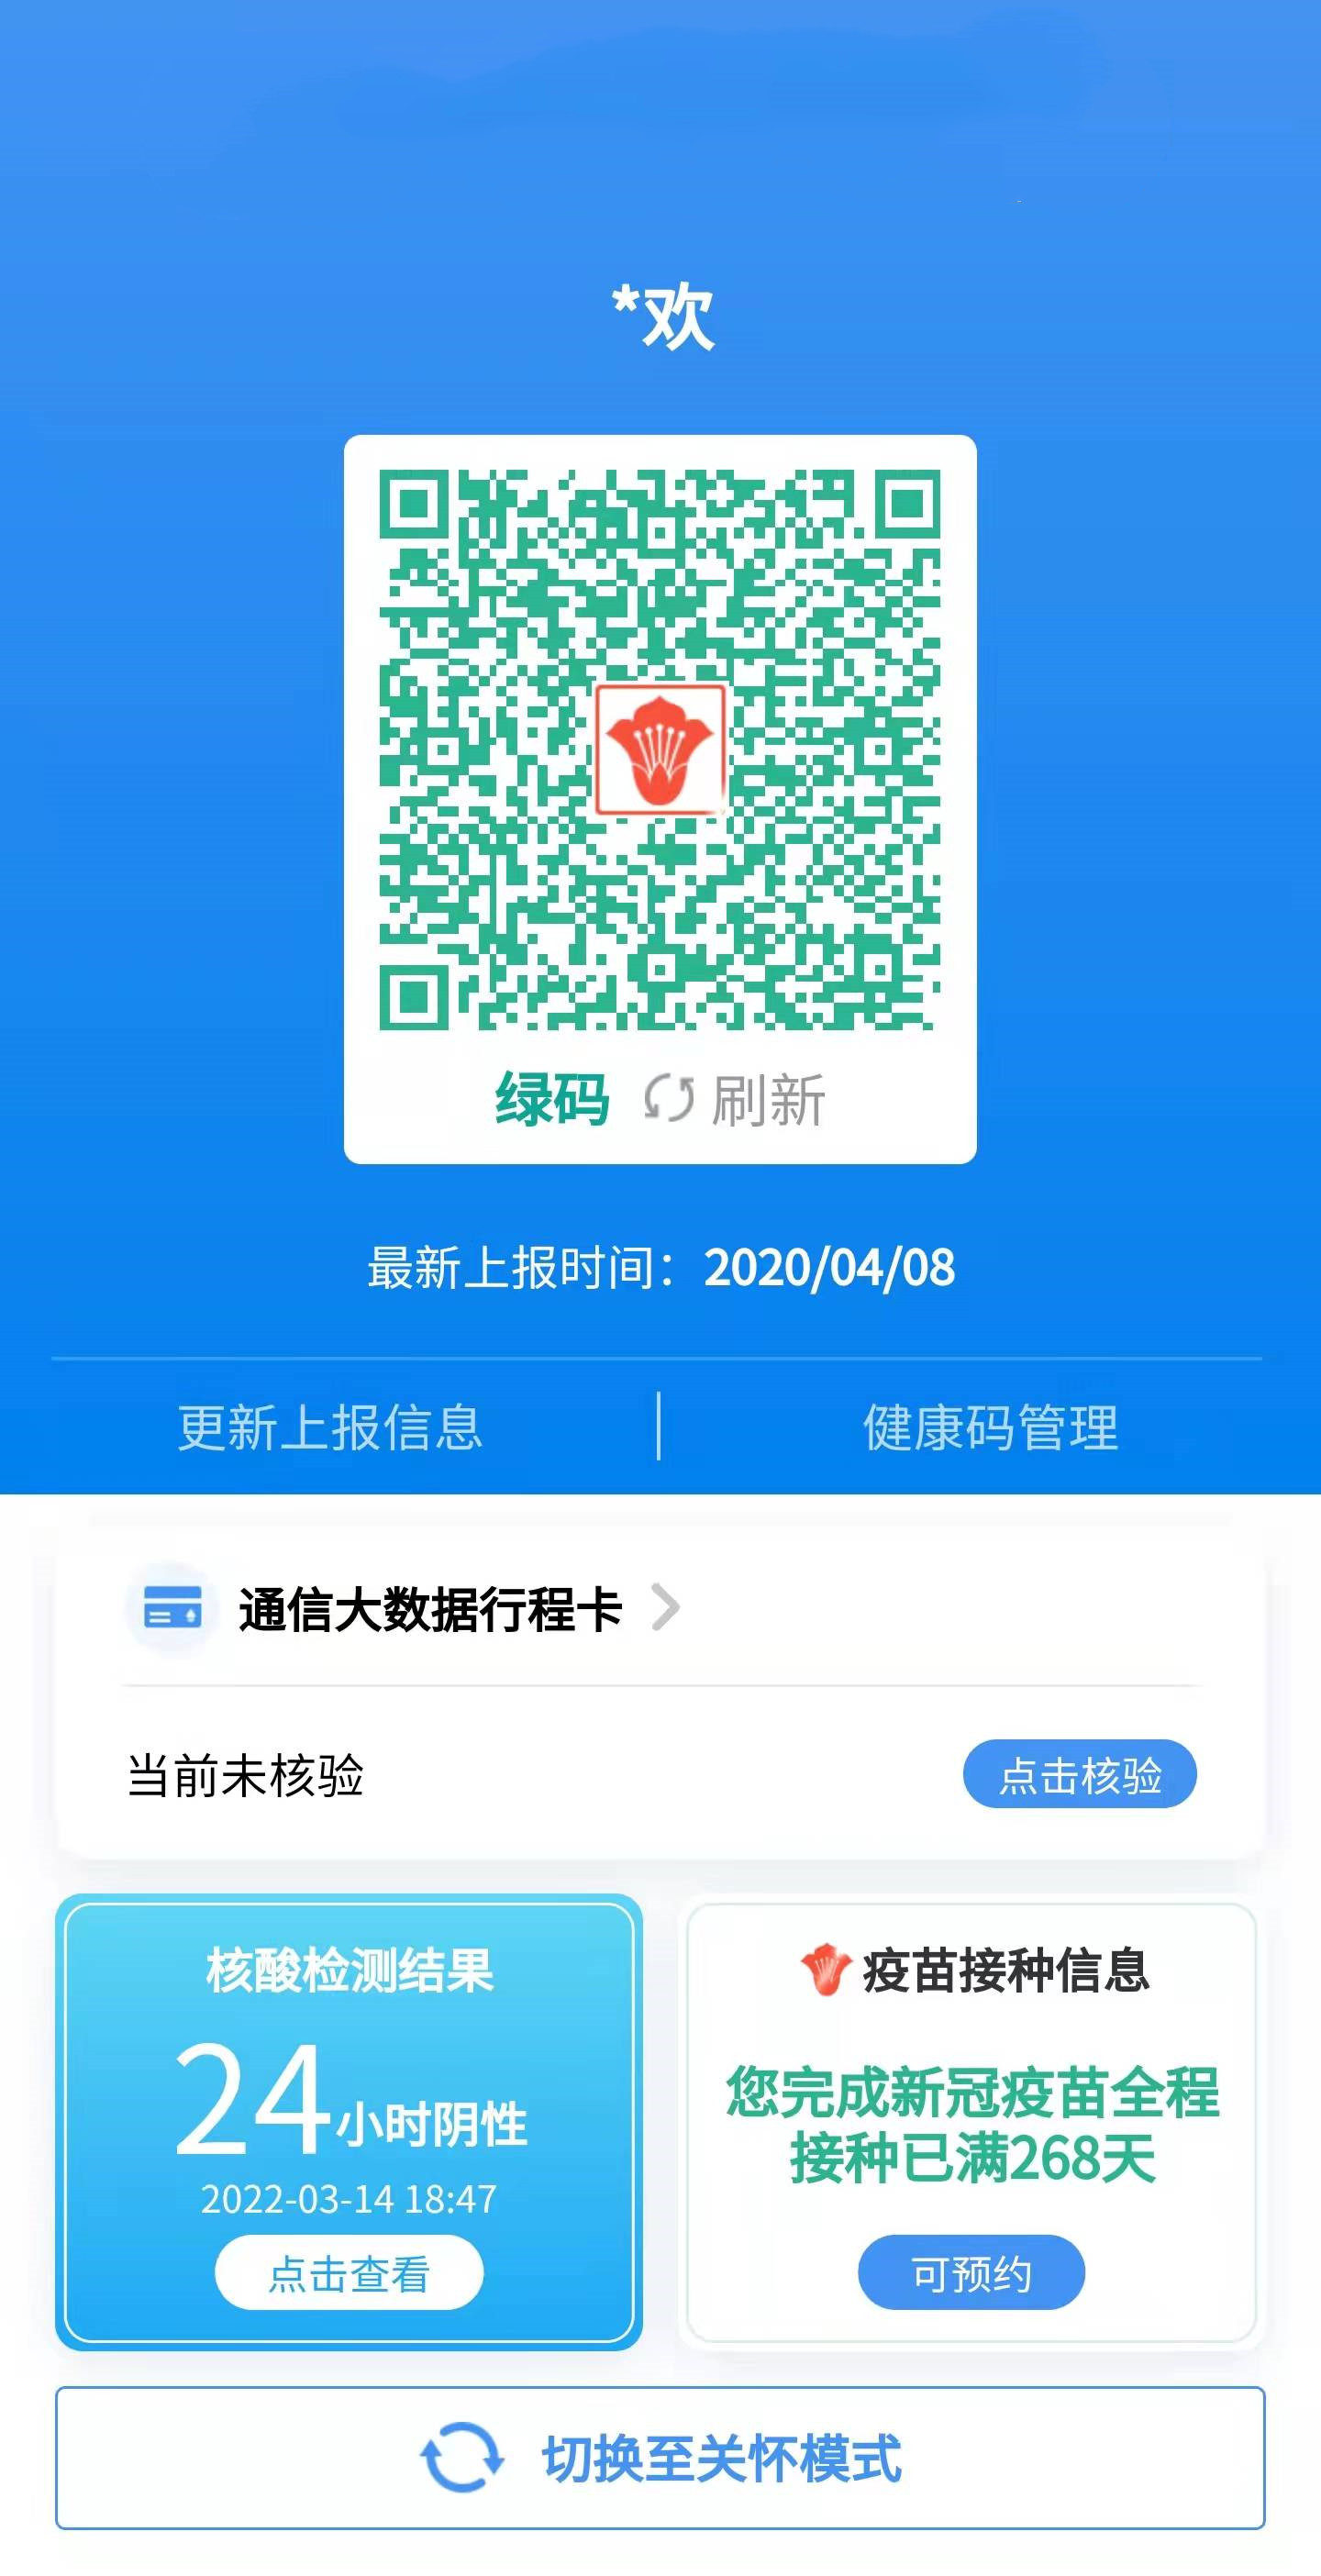 *欢
绿码 刷新
最新上报时间：2020/04/08
更新上报信息 健康码管理
通信大数据行程卡
当前未核验 点击核验
核酸检测结果
24小时阴性
2022-03-14 18:47
点击查看
疫苗接种信息
您完成新冠疫苗全程
接种已满268天
可预约
切换至关怀模式